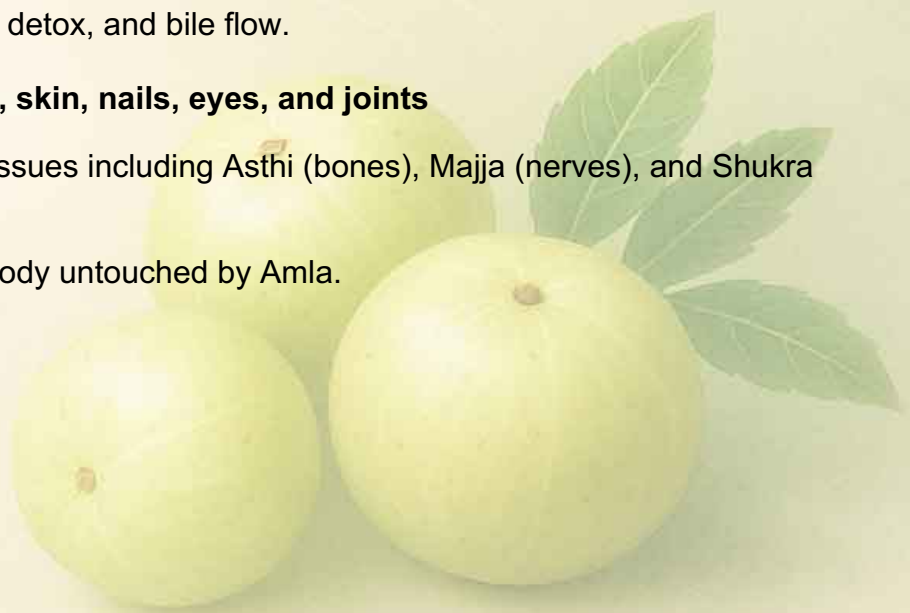 detox, and bile flow.
, skin, nails, eyes, and joints
ssues including Asthi (bones), Majja (nerves), and Shukra
ody untouched by Amla.